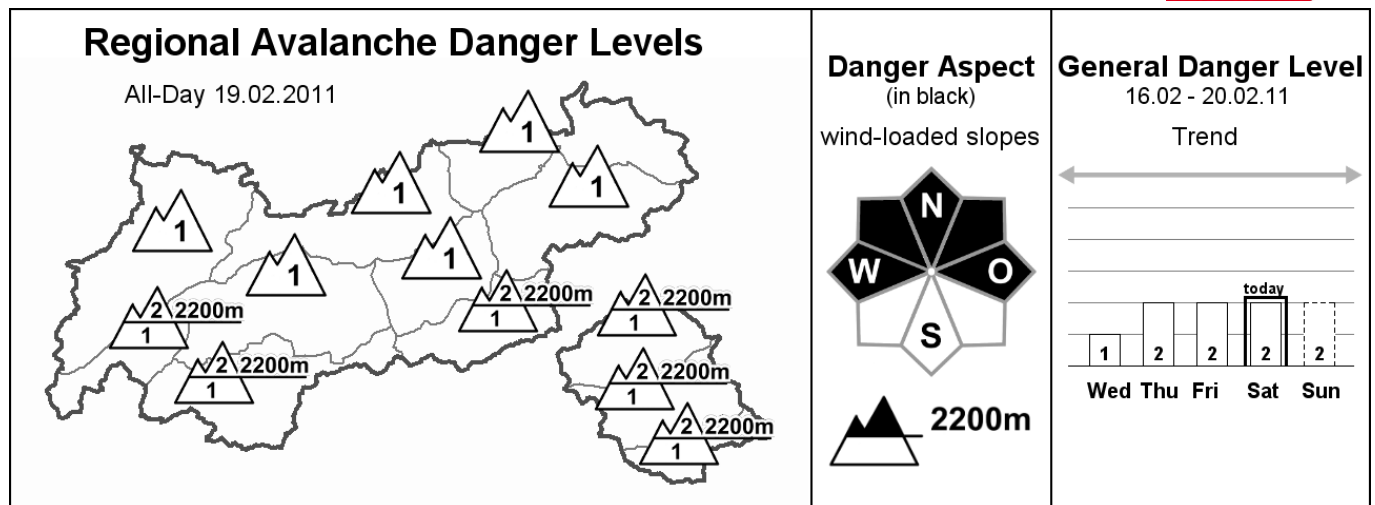 Regional Avalanche Danger Levels
All-Day 19.02.2011
1
1
1
1
1
1
1
2 2200m
1
2 2200m
1
2 2200m
1
2 2200m
1
2 2200m
1
2 2200m
1
Danger Aspect
(in black)
wind-loaded slopes
N
W O
S
2200m
General Danger Level
16.02 - 20.02.11
Trend
today
1 2 2 2 2
Wed Thu Fri Sat Sun